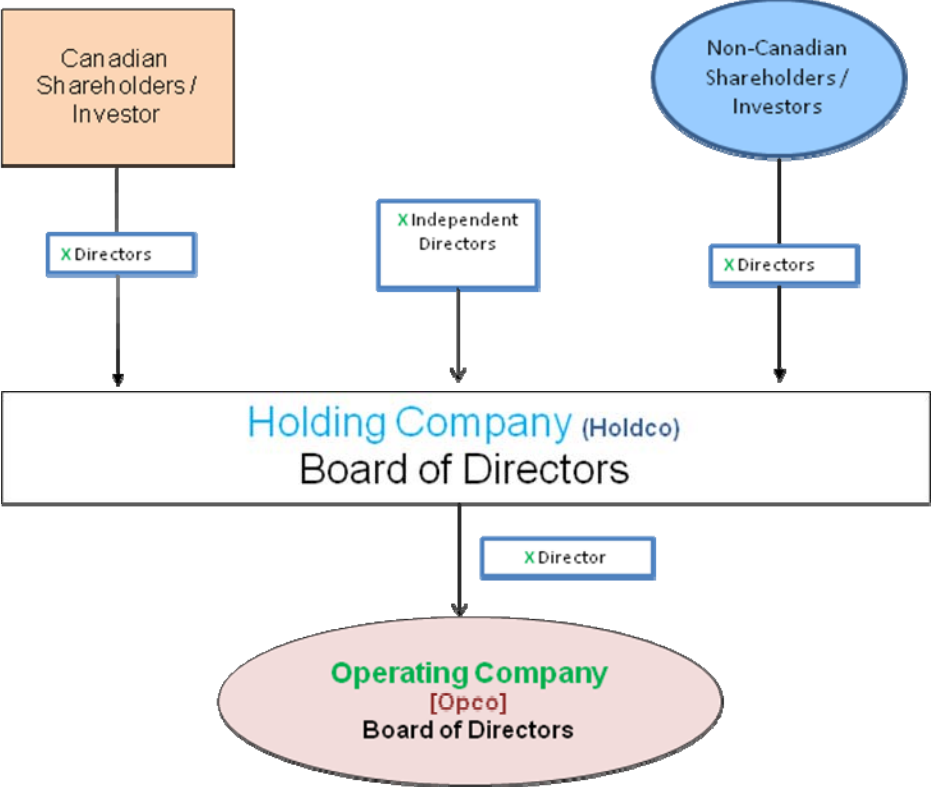 Canadian
Shareholders/
Investor
Non-Canadian
Shareholders /
Investors
X Directors
X Independent
Directors
X Directors
Holding Company (Holdco)
Board of Directors
X Director
Operating Company
[Opco]
Board of Directors